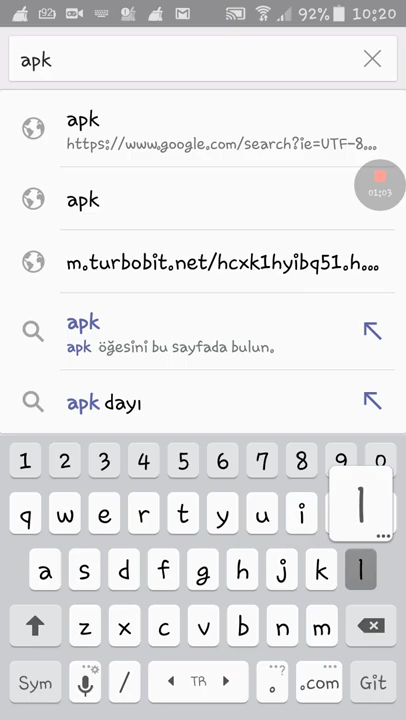 92% 10:20
apk
apk
https://www.google.com/search?ie=UTF-8...
01:03
apk
m.turbobit.net/hcxk1hyibq51.h...
apk
apk öğesini bu sayfada bulun.
apk dayı
1 2 3 4 5 6 7 8 9 0
q w e r t y u i l
a s d f g h j k l
z x c v b n m
Sym / TR . .com Git